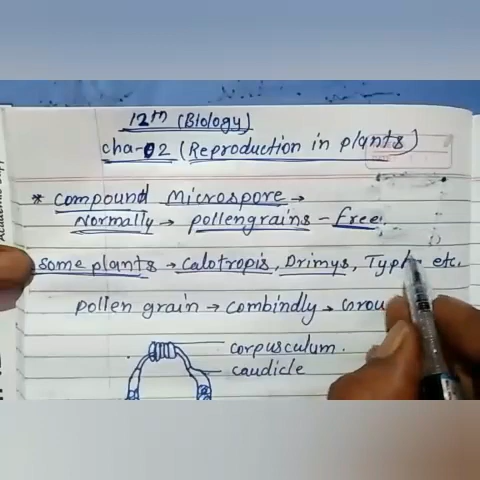 12th (Biology)
cha-02 (Reproduction in plants)
* compound Microspore →
Normally → pollengrains - free.
some plants → calotropis, Drimys, etc.
pollen grain → combindly →
corpusculum.
caudicle